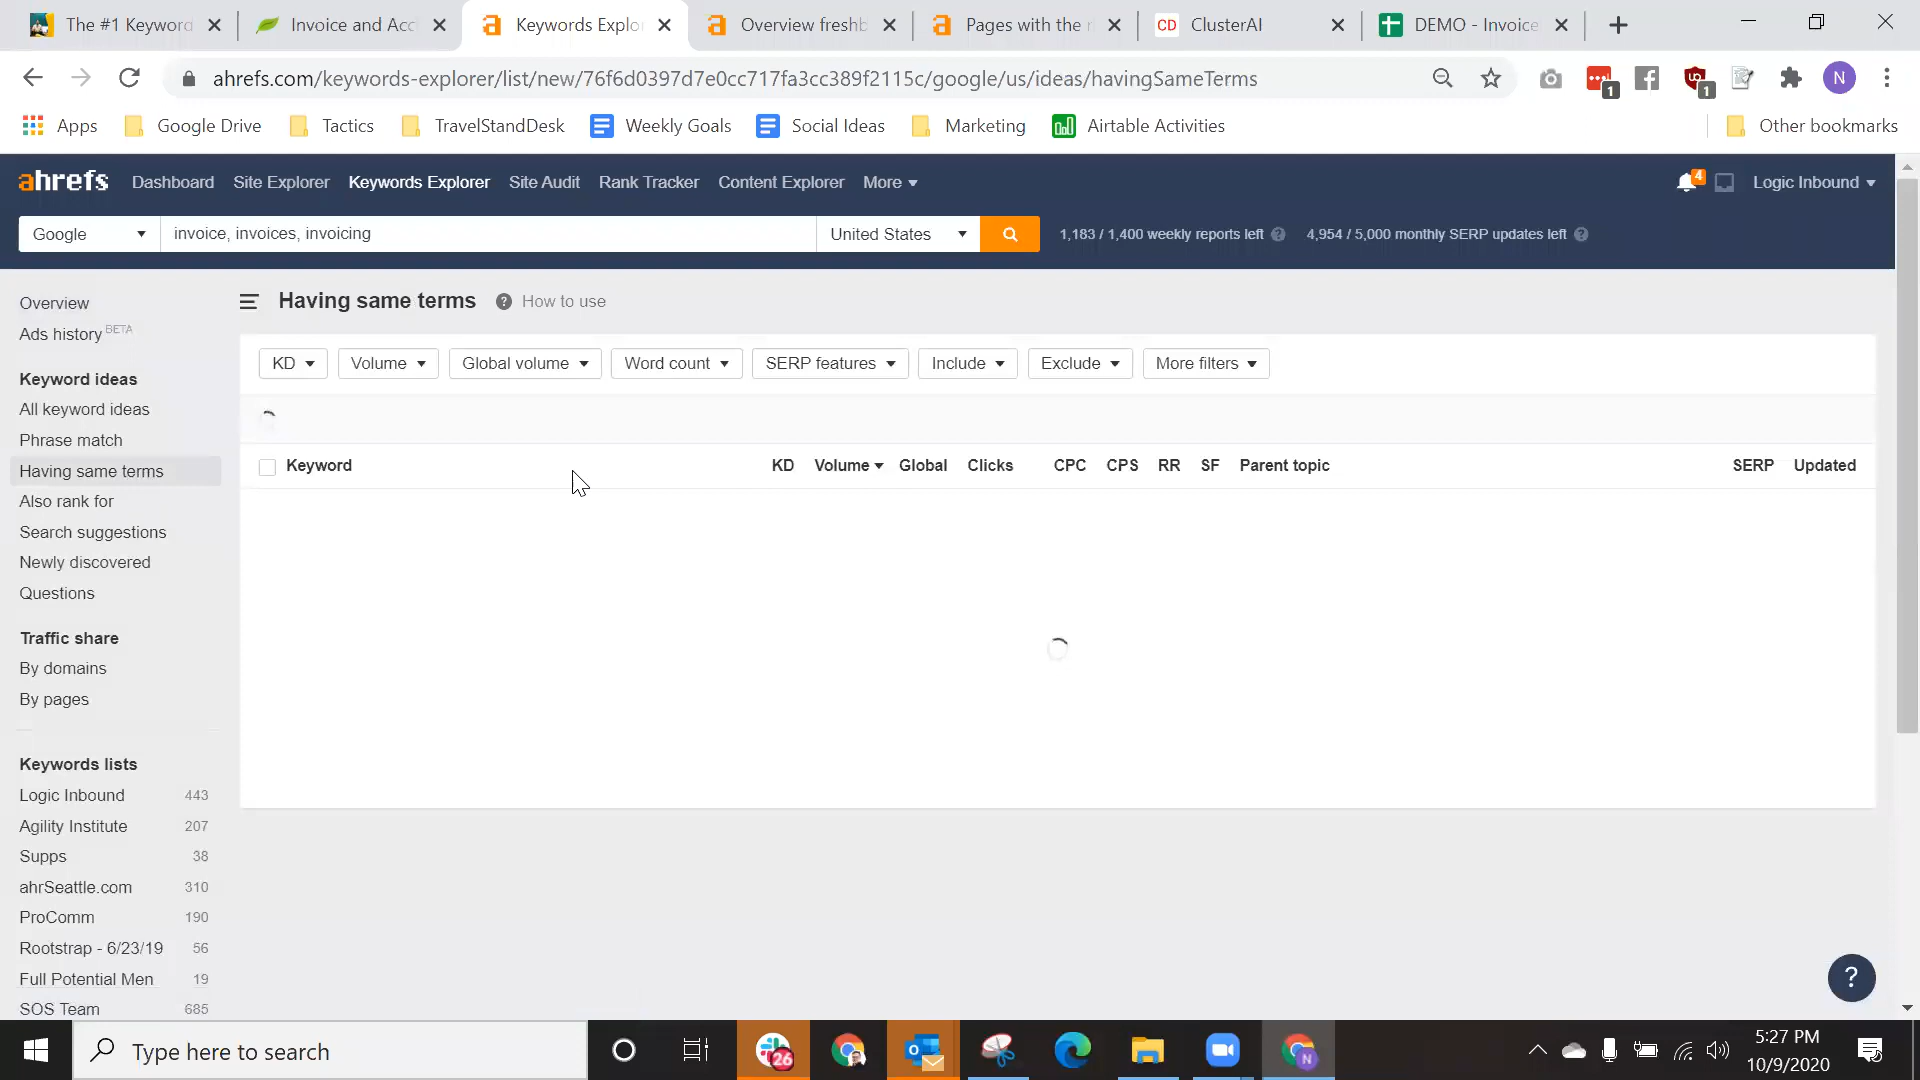 The #1 Keyword
Invoice and Acc
Keywords Explo
Overview freshb
Pages with the
CD ClusterAI
DEMO - Invoice
ahrefs.com/keywords-explorer/list/new/76f6d0397d7e0cc717fa3cc389f2115c/google/us/ideas/havingSameTerms
1
1
N
Apps
Google Drive
Tactics
TravelStandDesk
Weekly Goals
Social Ideas
Marketing
Airtable Activities
Other bookmarks
ahrefs
Dashboard
Site Explorer
Keywords Explorer
Site Audit
Rank Tracker
Content Explorer
More
4
Logic Inbound
Google
invoice, invoices, invoicing
United States
1,183 / 1,400 weekly reports left ?
4,954 / 5,000 monthly SERP updates left ?
Overview
Ads history BETA
Keyword ideas
All keyword ideas
Phrase match
Having same terms
Also rank for
Search suggestions
Newly discovered
Questions
Traffic share
By domains
By pages
Keywords lists
Logic Inbound 443
Agility Institute 207
Supps 38
ahrSeattle.com 310
ProComm 190
Rootstrap - 6/23/19 56
Full Potential Men 19
SOS Team 685
Having same terms
? How to use
KD
Volume
Global volume
Word count
SERP features
Include
Exclude
More filters
Keyword KD Volume Global Clicks CPC CPS RR SF Parent topic SERP Updated
?
Type here to search
26
N
5:27 PM
10/9/2020